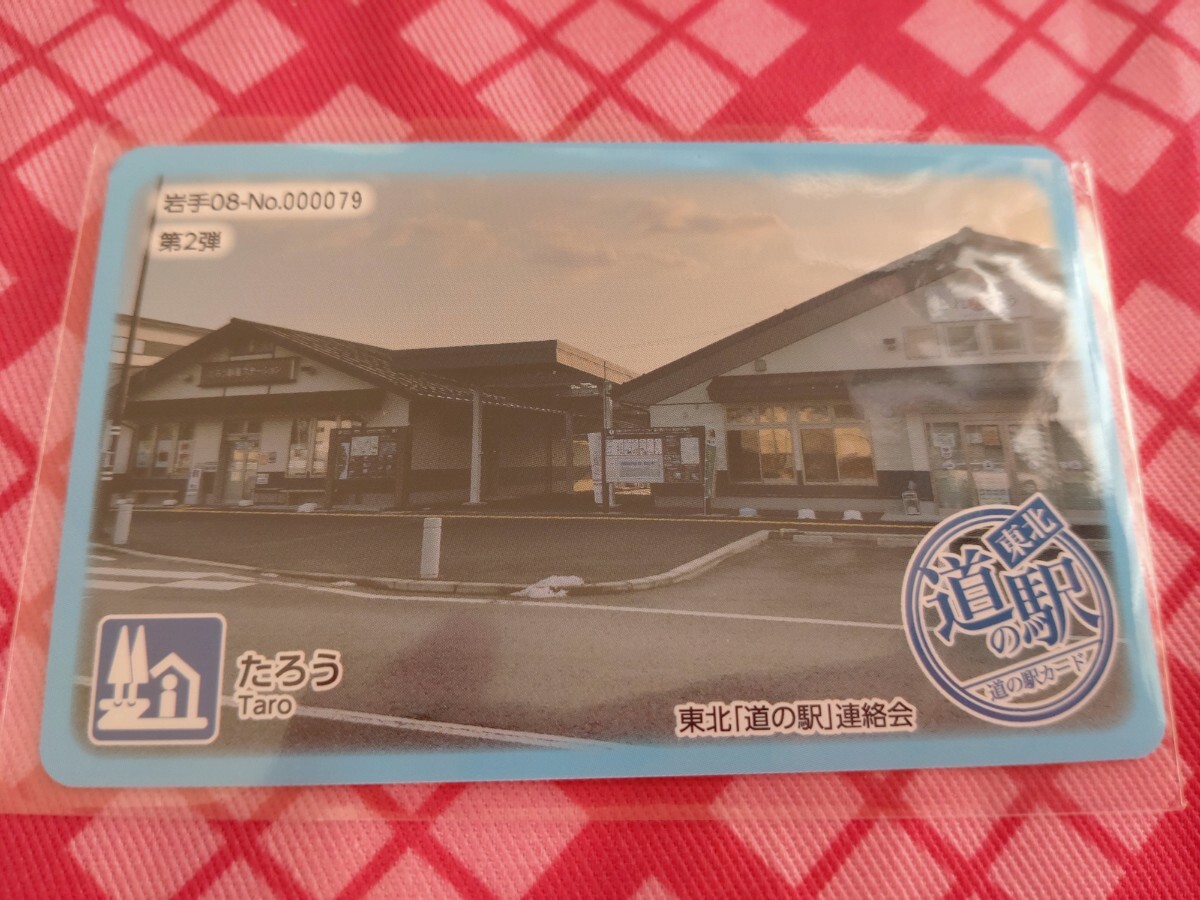 岩手08-No.000079
第2弾
東北
道の駅
道の駅カード
たろう
Taro
東北「道の駅」連絡会